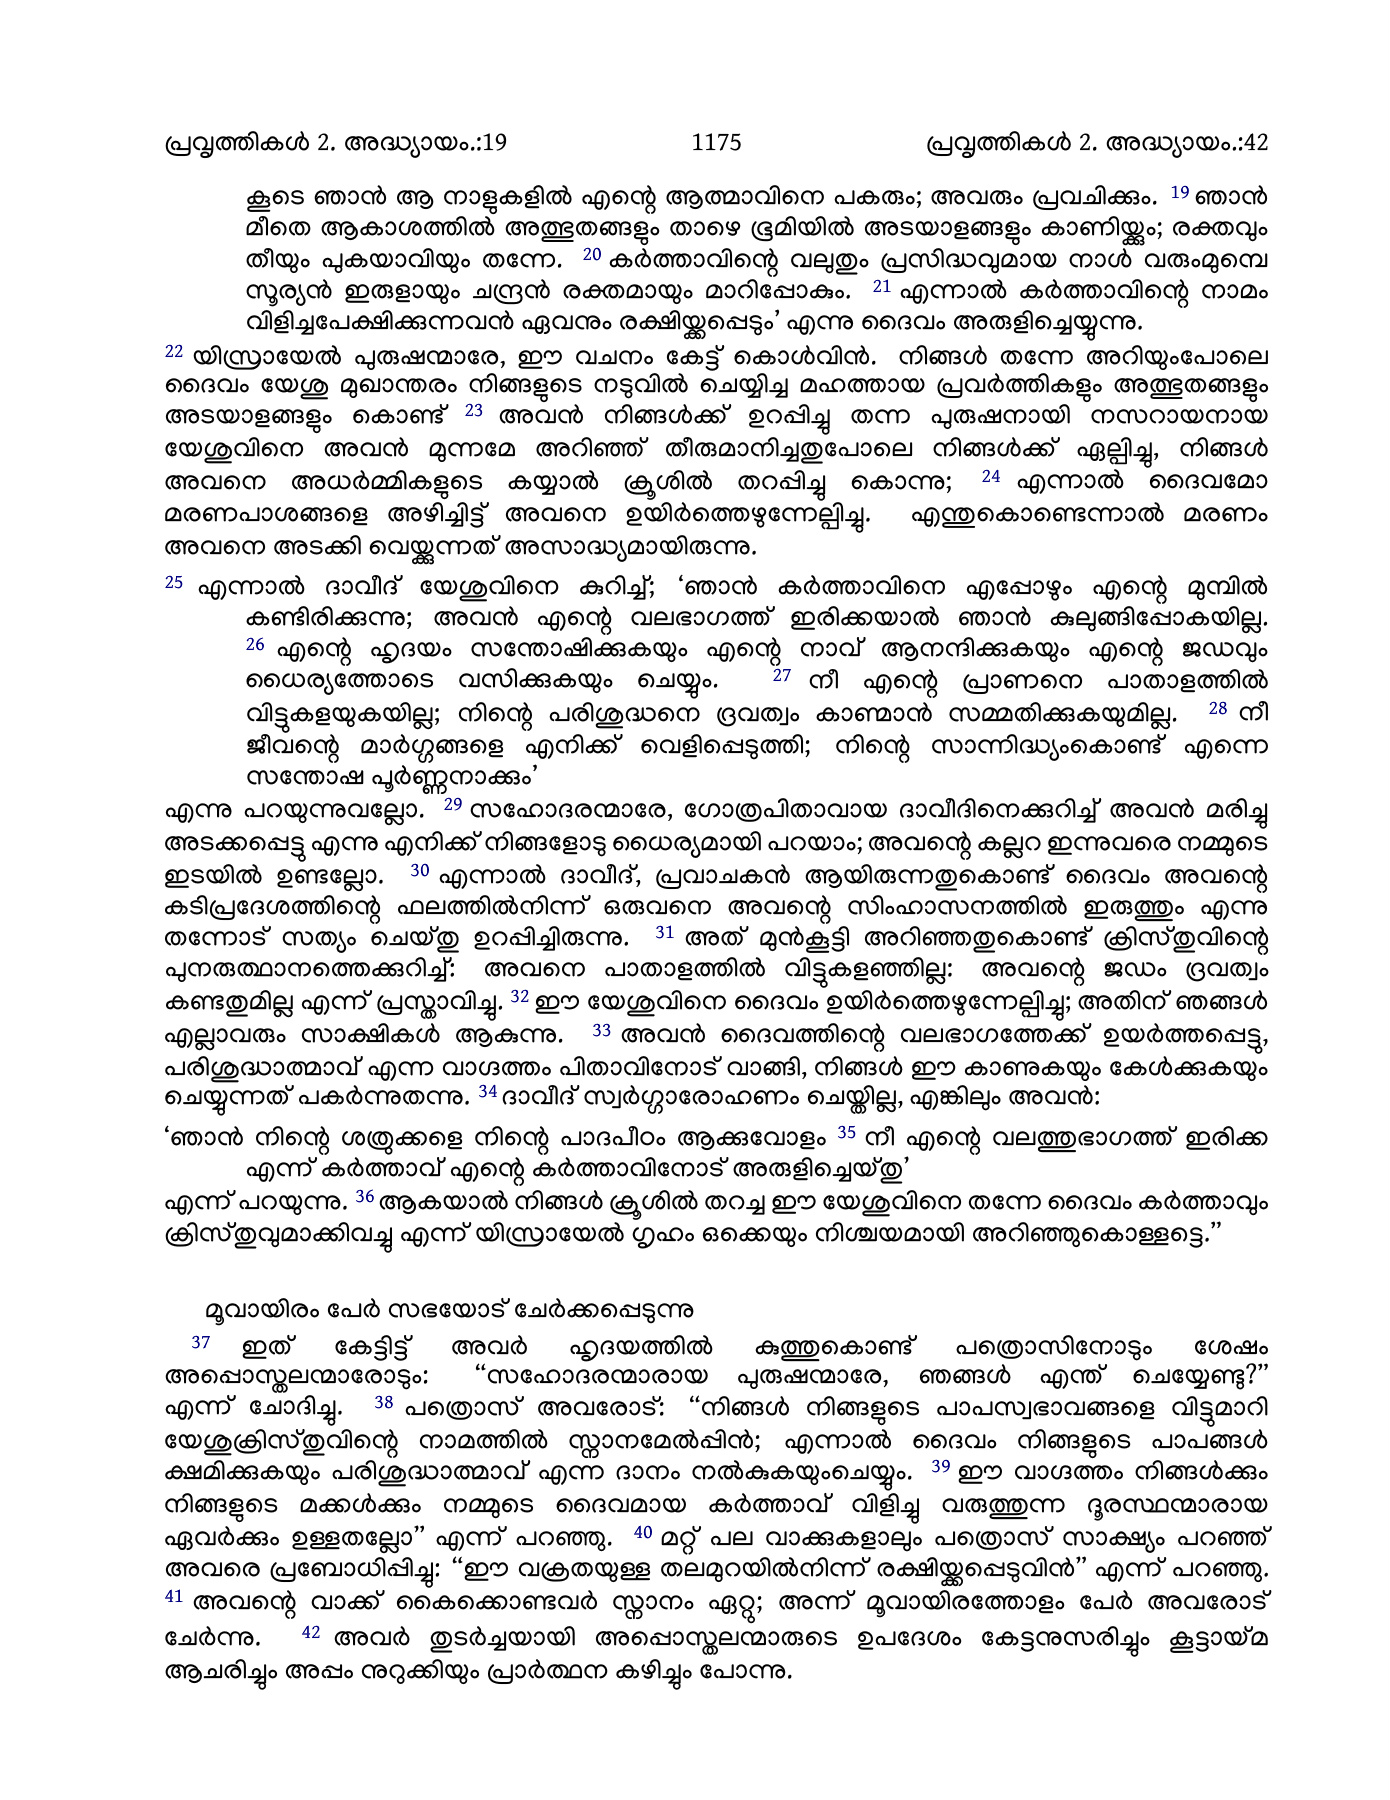 പ്രവൃത്തികൾ 2. അദ്ധ്യായം.:19 1175 പ്രവൃത്തികൾ 2. അദ്ധ്യായം.:42
കൂടെ ഞാൻ ആ നാളുകളിൽ എന്റെ ആത്മാവിനെ പകരും; അവരും പ്രവചിക്കും. 19 ഞാൻ
മീതെ ആകാശത്തിൽ അത്ഭുതങ്ങളും താഴെ ഭൂമിയിൽ അടയാളങ്ങളും കാണിയ്ക്കും; രക്തവും
തീയും പുകയാവിയും തന്നേ. 20 കർത്താവിന്റെ വലുതും പ്രസിദ്ധവുമായ നാൾ വരുംമുമ്പെ
സൂര്യൻ ഇരുളായും ചന്ദ്രൻ രക്തമായും മാറിപ്പോകും. 21 എന്നാൽ കർത്താവിന്റെ നാമം
വിളിച്ചപേക്ഷിക്കുന്നവൻ ഏവനും രക്ഷിയ്ക്കപ്പെടും’ എന്നു ദൈവം അരുളിച്ചെയ്യുന്നു.
22 യിസ്രായേൽ പുരുഷന്മാരേ, ഈ വചനം കേട്ട് കൊൾവിൻ. നിങ്ങൾ തന്നേ അറിയുംപോലെ
ദൈവം യേശു മുഖാന്തരം നിങ്ങളുടെ നടുവിൽ ചെയ്യിച്ച മഹത്തായ പ്രവർത്തികളും അത്ഭുതങ്ങളും
അടയാളങ്ങളും കൊണ്ട് 23 അവൻ നിങ്ങൾക്ക് ഉറപ്പിച്ചു തന്ന പുരുഷനായി നസറായനായ
യേശുവിനെ അവൻ മുന്നമേ അറിഞ്ഞ് തീരുമാനിച്ചതുപോലെ നിങ്ങൾക്ക് ഏല്പിച്ചു, നിങ്ങൾ
അവനെ അധർമ്മികളുടെ കയ്യാൽ ക്രൂശിൽ തറപ്പിച്ചു കൊന്നു; 24 എന്നാൽ ദൈവമോ
മരണപാശങ്ങളെ അഴിച്ചിട്ട് അവനെ ഉയിർത്തെഴുന്നേല്പിച്ചു. എന്തുകൊണ്ടെന്നാൽ മരണം
അവനെ അടക്കി വെയ്ക്കുന്നത് അസാദ്ധ്യമായിരുന്നു.
25 എന്നാൽ ദാവീദ് യേശുവിനെ കുറിച്ച്; ‘ഞാൻ കർത്താവിനെ എപ്പോഴും എന്റെ മുമ്പിൽ
കണ്ടിരിക്കുന്നു; അവൻ എന്റെ വലഭാഗത്ത് ഇരിക്കയാൽ ഞാൻ കുലുങ്ങിപ്പോകയില്ല.
26 എന്റെ ഹൃദയം സന്തോഷിക്കുകയും എന്റെ നാവ് ആനന്ദിക്കുകയും എന്റെ ജഡവും
ധൈര്യത്തോടെ വസിക്കുകയും ചെയ്യും. 27 നീ എന്റെ പ്രാണനെ പാതാളത്തിൽ
വിട്ടുകളയുകയില്ല; നിന്റെ പരിശുദ്ധനെ ദ്രവത്വം കാണ്മാൻ സമ്മതിക്കുകയുമില്ല. 28 നീ
ജീവന്റെ മാർഗ്ഗങ്ങളെ എനിക്ക് വെളിപ്പെടുത്തി; നിന്റെ സാന്നിദ്ധ്യംകൊണ്ട് എന്നെ
സന്തോഷ പൂർണ്ണനാക്കും’
എന്നു പറയുന്നുവല്ലോ. 29 സഹോദരന്മാരേ, ഗോത്രപിതാവായ ദാവീദിനെക്കുറിച്ച് അവൻ മരിച്ചു
അടക്കപ്പെട്ടു എന്നു എനിക്ക് നിങ്ങളോടു ധൈര്യമായി പറയാം; അവന്റെ കല്ലറ ഇന്നുവരെ നമ്മുടെ
ഇടയിൽ ഉണ്ടല്ലോ. 30 എന്നാൽ ദാവീദ്, പ്രവാചകൻ ആയിരുന്നതുകൊണ്ട് ദൈവം അവന്റെ
കടിപ്രദേശത്തിന്റെ ഫലത്തിൽനിന്ന് ഒരുവനെ അവന്റെ സിംഹാസനത്തിൽ ഇരുത്തും എന്നു
തന്നോട് സത്യം ചെയ്തു ഉറപ്പിച്ചിരുന്നു. 31 അത് മുൻകൂട്ടി അറിഞ്ഞതുകൊണ്ട് ക്രിസ്തുവിന്റെ
പുനരുത്ഥാനത്തെക്കുറിച്ച്: അവനെ പാതാളത്തിൽ വിട്ടുകളഞ്ഞില്ല: അവന്റെ ജഡം ദ്രവത്വം
കണ്ടതുമില്ല എന്ന് പ്രസ്താവിച്ചു. 32 ഈ യേശുവിനെ ദൈവം ഉയിർത്തെഴുന്നേല്പിച്ചു; അതിന് ഞങ്ങൾ
എല്ലാവരും സാക്ഷികൾ ആകുന്നു. 33 അവൻ ദൈവത്തിന്റെ വലഭാഗത്തേക്ക് ഉയർത്തപ്പെട്ടു,
പരിശുദ്ധാത്മാവ് എന്ന വാഗ്ദത്തം പിതാവിനോട് വാങ്ങി, നിങ്ങൾ ഈ കാണുകയും കേൾക്കുകയും
ചെയ്യുന്നത് പകർന്നുതന്നു. 34 ദാവീദ് സ്വർഗ്ഗാരോഹണം ചെയ്തില്ല, എങ്കിലും അവൻ:
‘ഞാൻ നിന്റെ ശത്രുക്കളെ നിന്റെ പാദപീഠം ആക്കുവോളം 35 നീ എന്റെ വലത്തുഭാഗത്ത് ഇരിക്ക
എന്ന് കർത്താവ് എന്റെ കർത്താവിനോട് അരുളിച്ചെയ്തു’
എന്ന് പറയുന്നു. 36 ആകയാൽ നിങ്ങൾ ക്രൂശിൽ തറച്ച ഈ യേശുവിനെ തന്നേ ദൈവം കർത്താവും
ക്രിസ്തുവുമാക്കിവച്ചു എന്ന് യിസ്രായേൽ ഗൃഹം ഒക്കെയും നിശ്ചയമായി അറിഞ്ഞുകൊള്ളട്ടെ.”
മൂവായിരം പേർ സഭയോട് ചേർക്കപ്പെടുന്നു
37 ഇത് കേട്ടിട്ട് അവർ ഹൃദയത്തിൽ കുത്തുകൊണ്ട് പത്രൊസിനോടും ശേഷം
അപ്പൊസ്തലന്മാരോടും: “സഹോദരന്മാരായ പുരുഷന്മാരേ, ഞങ്ങൾ എന്ത് ചെയ്യേണ്ടു?”
എന്ന് ചോദിച്ചു. 38 പത്രൊസ് അവരോട്: “നിങ്ങൾ നിങ്ങളുടെ പാപസ്വഭാവങ്ങളെ വിട്ടുമാറി
യേശുക്രിസ്തുവിന്റെ നാമത്തിൽ സ്നാനമേൽപ്പിൻ; എന്നാൽ ദൈവം നിങ്ങളുടെ പാപങ്ങൾ
ക്ഷമിക്കുകയും പരിശുദ്ധാത്മാവ് എന്ന ദാനം നൽകുകയുംചെയ്യും. 39 ഈ വാഗ്ദത്തം നിങ്ങൾക്കും
നിങ്ങളുടെ മക്കൾക്കും നമ്മുടെ ദൈവമായ കർത്താവ് വിളിച്ചു വരുത്തുന്ന ദൂരസ്ഥന്മാരായ
ഏവർക്കും ഉള്ളതല്ലോ” എന്ന് പറഞ്ഞു. 40 മറ്റ് പല വാക്കുകളാലും പത്രൊസ് സാക്ഷ്യം പറഞ്ഞ്
അവരെ പ്രബോധിപ്പിച്ചു: “ഈ വക്രതയുള്ള തലമുറയിൽനിന്ന് രക്ഷിയ്ക്കപ്പെടുവിൻ” എന്ന് പറഞ്ഞു.
41 അവന്റെ വാക്ക് കൈക്കൊണ്ടവർ സ്നാനം ഏറ്റു; അന്ന് മൂവായിരത്തോളം പേർ അവരോട്
ചേർന്നു. 42 അവർ തുടർച്ചയായി അപ്പൊസ്തലന്മാരുടെ ഉപദേശം കേട്ടനുസരിച്ചും കൂട്ടായ്മ
ആചരിച്ചും അപ്പം നുറുക്കിയും പ്രാർത്ഥന കഴിച്ചും പോന്നു.